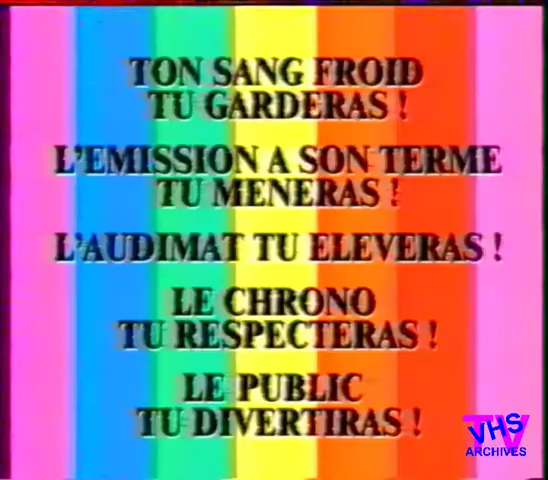 TON SANG FROID
TU GARDERAS !
L'EMISSION A SON TERME
TU MENERAS !
L'AUDIMAT TU ELEVERAS !
LE CHRONO
TU RESPECTERAS !
LE PUBLIC
TU DIVERTIRAS !
TV
VHS
ARCHIVES